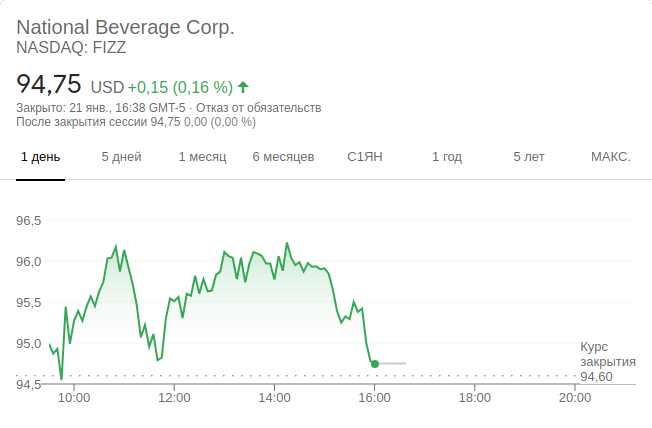 National Beverage Corp.
NASDAQ: FIZZ
94,75 USD +0,15 (0,16 %)
Закрыто: 21 янв., 16:38 GMT-5 · Отказ от обязательств
После закрытия сессии 94,75 0,00 (0,00 %)
1 день 5 дней 1 месяц 6 месяцев С1ЯН 1 год 5 лет МАКС.
96,5
96,0
95,5
95,0
94,5
Курс
закрытия
94,60
10:00 12:00 14:00 16:00 18:00 20:00